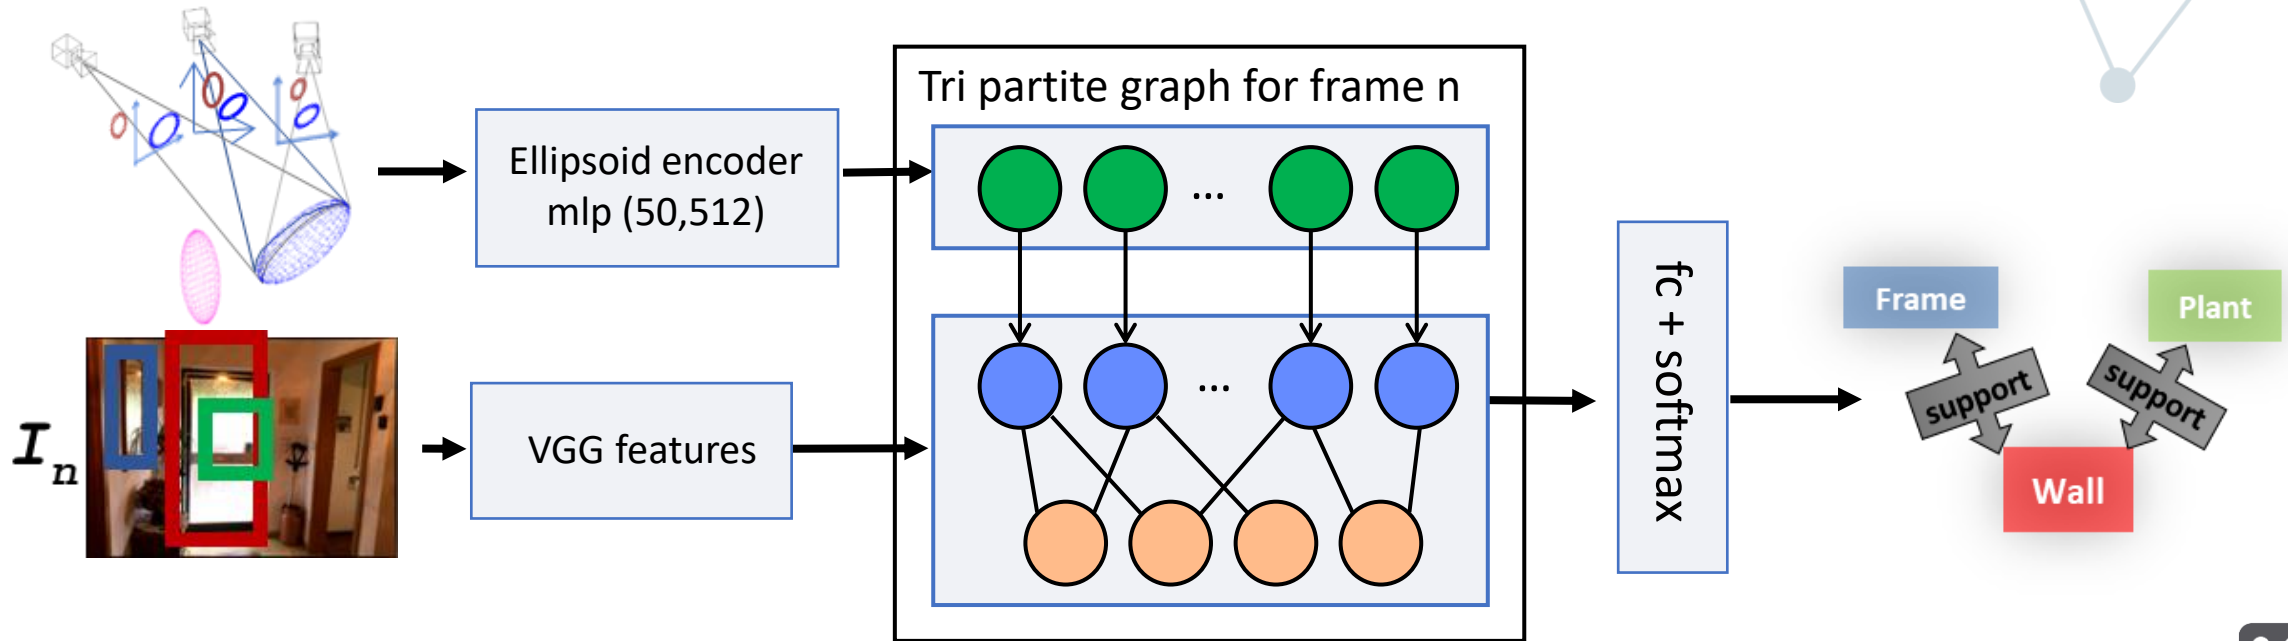 Tri partite graph for frame n
Ellipsoid encoder
mlp (50,512)
...
...
VGG features
I n
fc + softmax
Frame
Plant
support
support
Wall